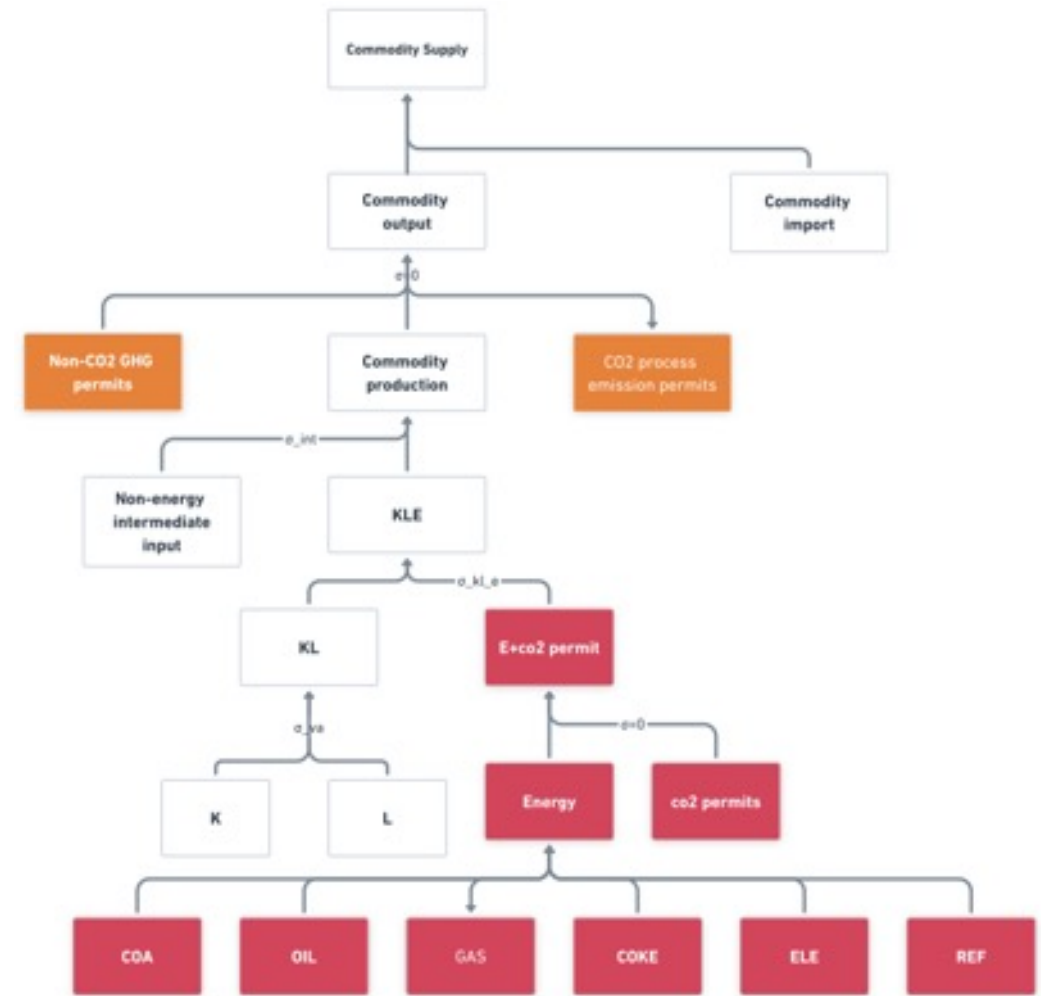 Commodity Supply
Commodity
output
Commodity
import
σ=0
Non-CO2 GHG
permits
Commodity
production
CO2 process
emission permits
σ_int
Non-energy
intermediate
input
KLE
σ_kl_e
KL
E+co2 permit
σ_va
σ=0
K
L
Energy
co2 permits
COA
OIL
GAS
COKE
ELE
REF